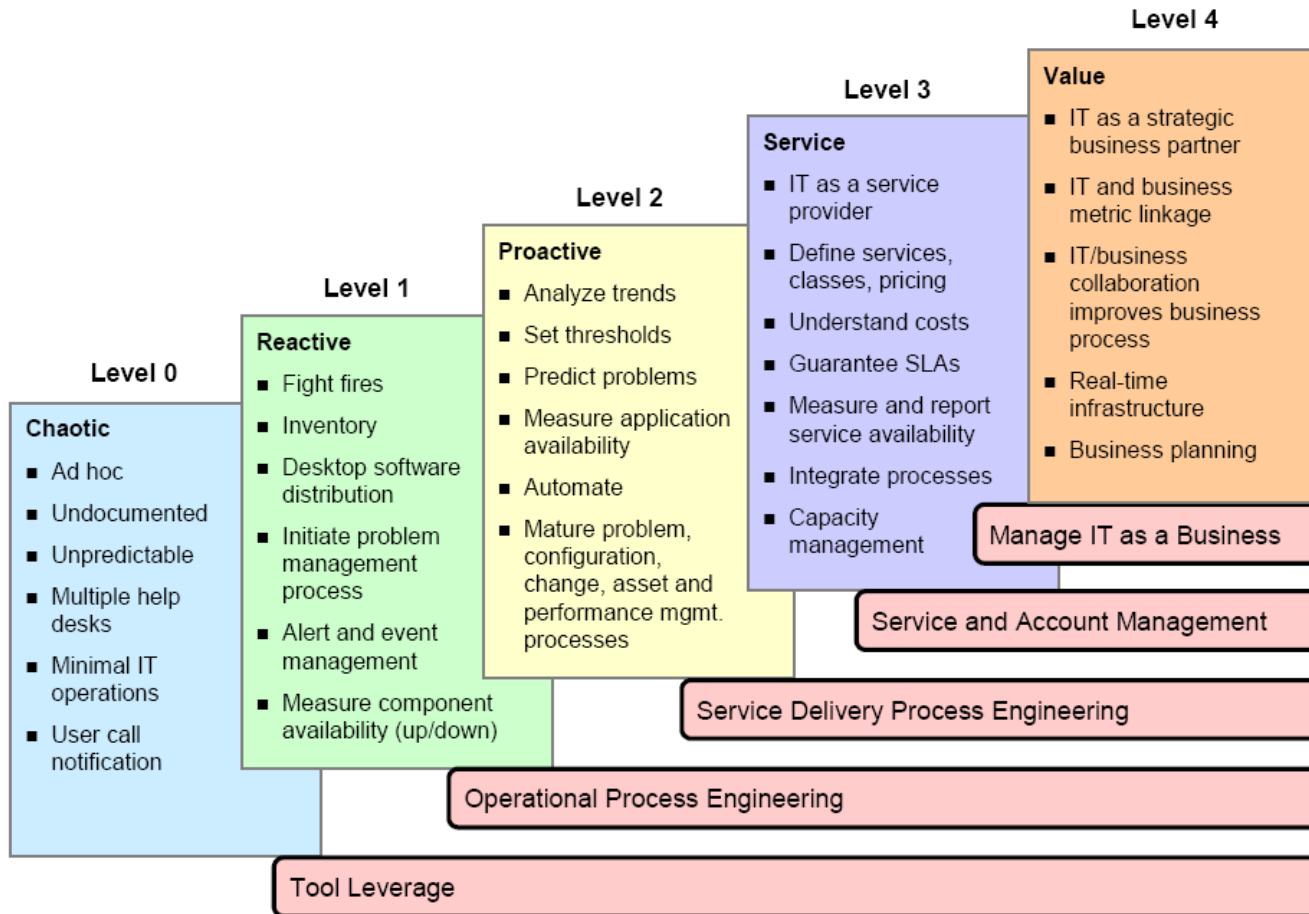 Level 0
Chaotic
■ Ad hoc
■ Undocumented
■ Unpredictable
■ Multiple help
desks
■ Minimal IT
operations
■ User call
notification
Level 1
Reactive
■ Fight fires
■ Inventory
■ Desktop software
distribution
■ Initiate problem
management
process
■ Alert and event
management
■ Measure component
availability (up/down)
Level 2
Proactive
■ Analyze trends
■ Set thresholds
■ Predict problems
■ Measure application
availability
■ Automate
■ Mature problem,
configuration,
change, asset and
performance mgmt.
processes
Level 3
Service
■ IT as a service
provider
■ Define services,
classes, pricing
■ Understand costs
■ Guarantee SLAs
■ Measure and report
service availability
■ Integrate processes
■ Capacity
management
Level 4
Value
■ IT as a strategic
business partner
■ IT and business
metric linkage
■ IT/business
collaboration
improves business
process
■ Real-time
infrastructure
■ Business planning
Manage IT as a Business
Service and Account Management
Service Delivery Process Engineering
Operational Process Engineering
Tool Leverage